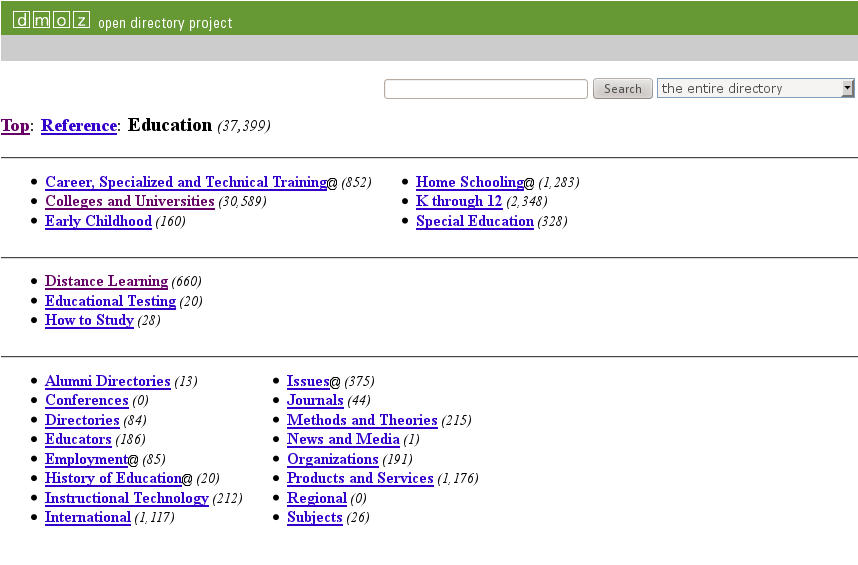 dmoz open directory project
Search the entire directory
Top: Reference: Education (37,399)
Career, Specialized and Technical Training@ (852)
Colleges and Universities (30,589)
Early Childhood (160)
Home Schooling@ (1,283)
K through 12 (2,348)
Special Education (328)
Distance Learning (660)
Educational Testing (20)
How to Study (28)
Alumni Directories (13)
Conferences (0)
Directories (84)
Educators (186)
Employment@ (85)
History of Education@ (20)
Instructional Technology (212)
International (1,117)
Issues@ (375)
Journals (44)
Methods and Theories (215)
News and Media (1)
Organizations (191)
Products and Services (1,176)
Regional (0)
Subjects (26)